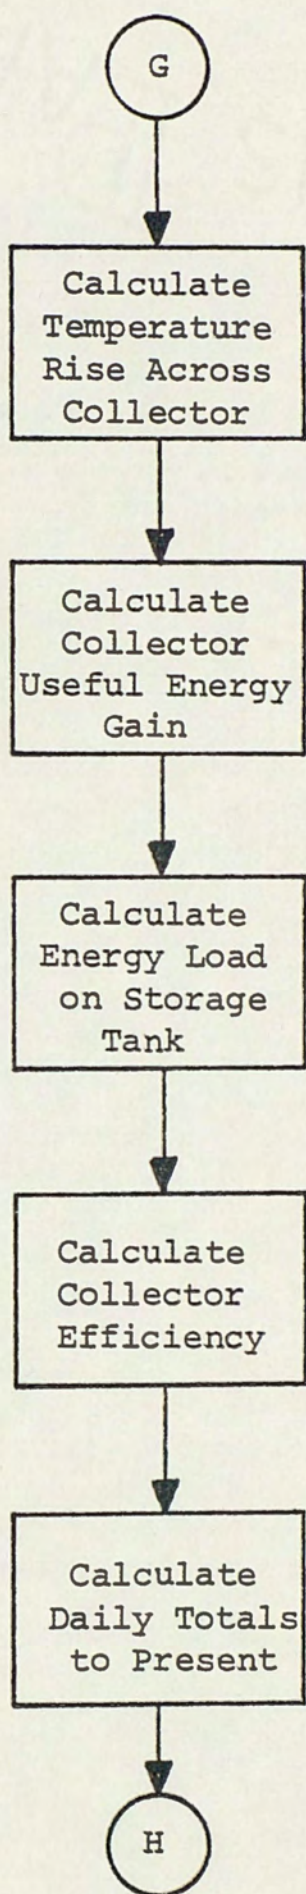 G
Calculate
Temperature
Rise Across
Collector
Calculate
Collector
Useful Energy
Gain
Calculate
Energy Load
on Storage
Tank
Calculate
Collector
Efficiency
Calculate
Daily Totals
to Present
H